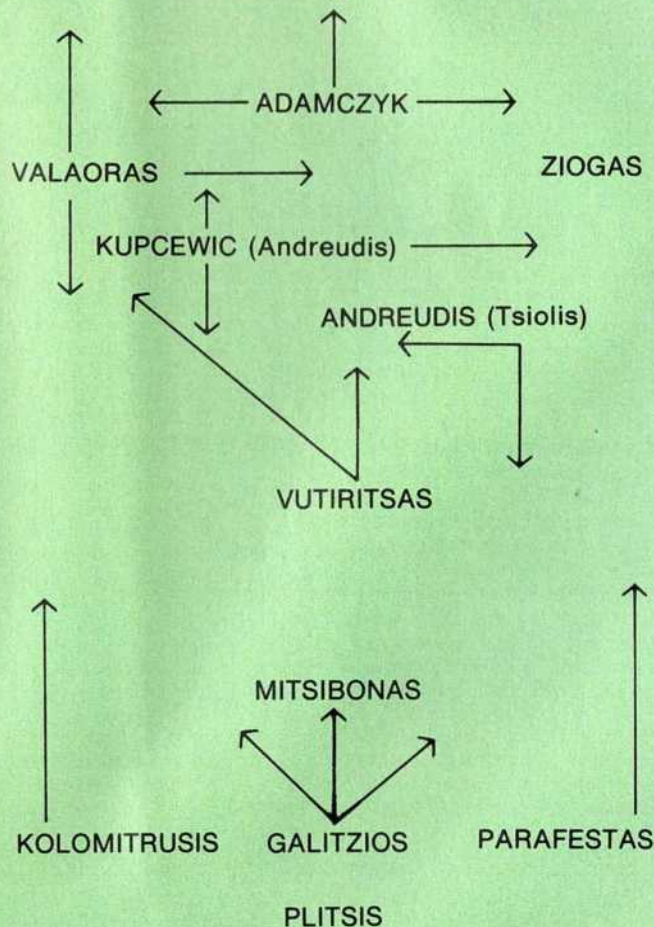 ADAMCZYK
VALAORAS ZIOGAS
KUPCEWIC (Andreudis)
ANDREUDIS (Tsiolis)
VUTIRITSAS
MITSIBONAS
KOLOMITRUSIS GALITZIOS PARAFESTAS
PLITSIS